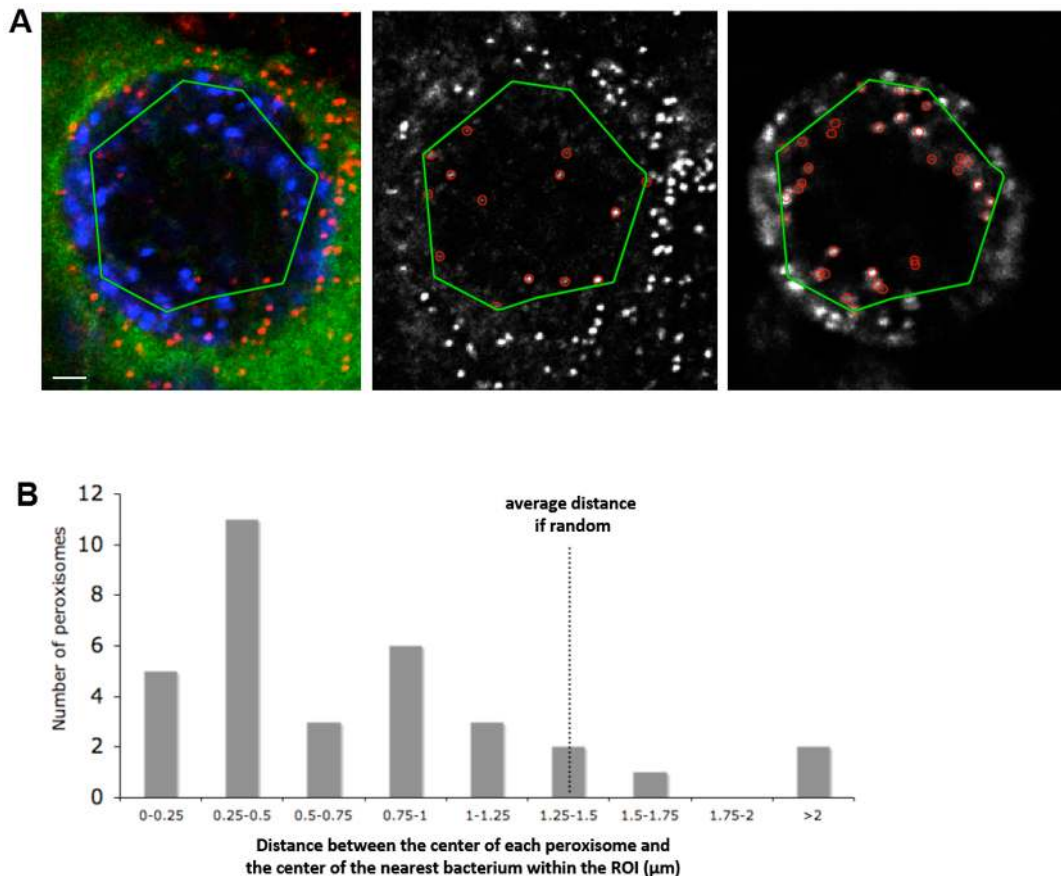 A
B
12
10
8
6
4
2
0
Number of peroxisomes
average distance
if random
0-0.25 0.25-0.5 0.5-0.75 0.75-1 1-1.25 1.25-1.5 1.5-1.75 1.75-2 >2
Distance between the center of each peroxisome and
the center of the nearest bacterium within the ROI (µm)